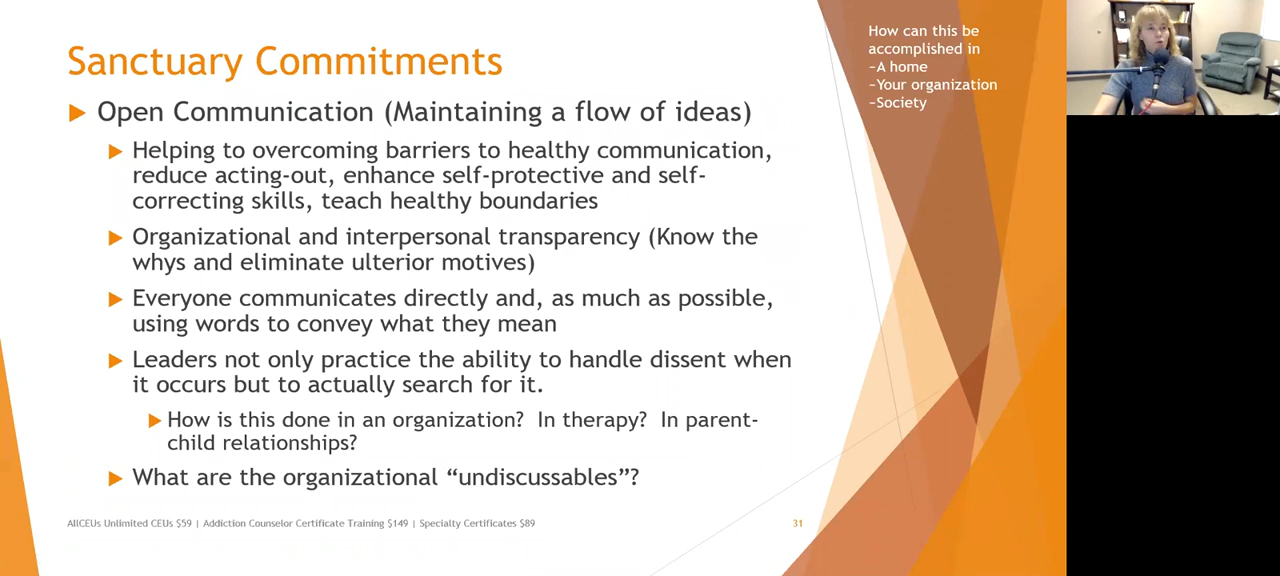 Sanctuary Commitments
Open Communication (Maintaining a flow of ideas)
Helping to overcoming barriers to healthy communication,
reduce acting-out, enhance self-protective and self-
correcting skills, teach healthy boundaries
Organizational and interpersonal transparency (Know the
whys and eliminate ulterior motives)
Everyone communicates directly and, as much as possible,
using words to convey what they mean
Leaders not only practice the ability to handle dissent when
it occurs but to actually search for it.
How is this done in an organization? In therapy? In parent-
child relationships?
What are the organizational “undiscussables”?
AllCEUs Unlimited CEUs $59 | Addiction Counselor Certificate Training $149 | Specialty Certificates $89
31
How can this be
accomplished in
-A home
-Your organization
-Society